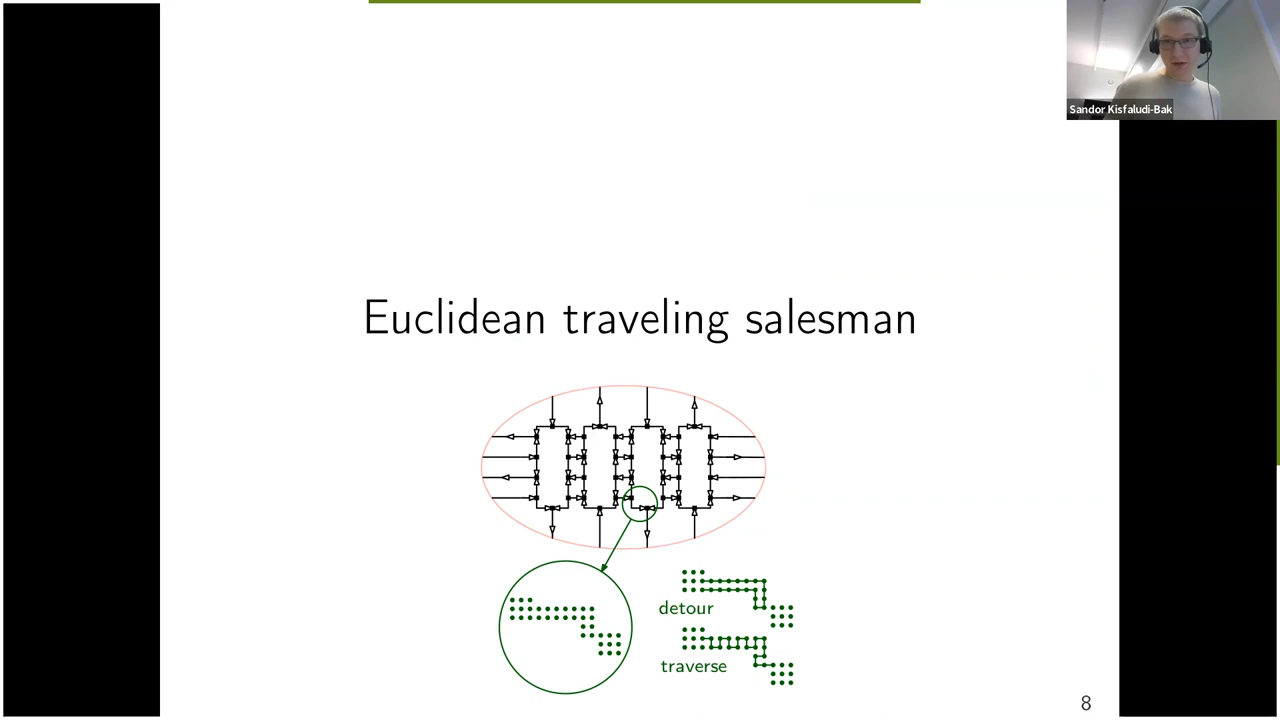 Sandor Kisfaludi-Bak
Euclidean traveling salesman
detour
traverse
8